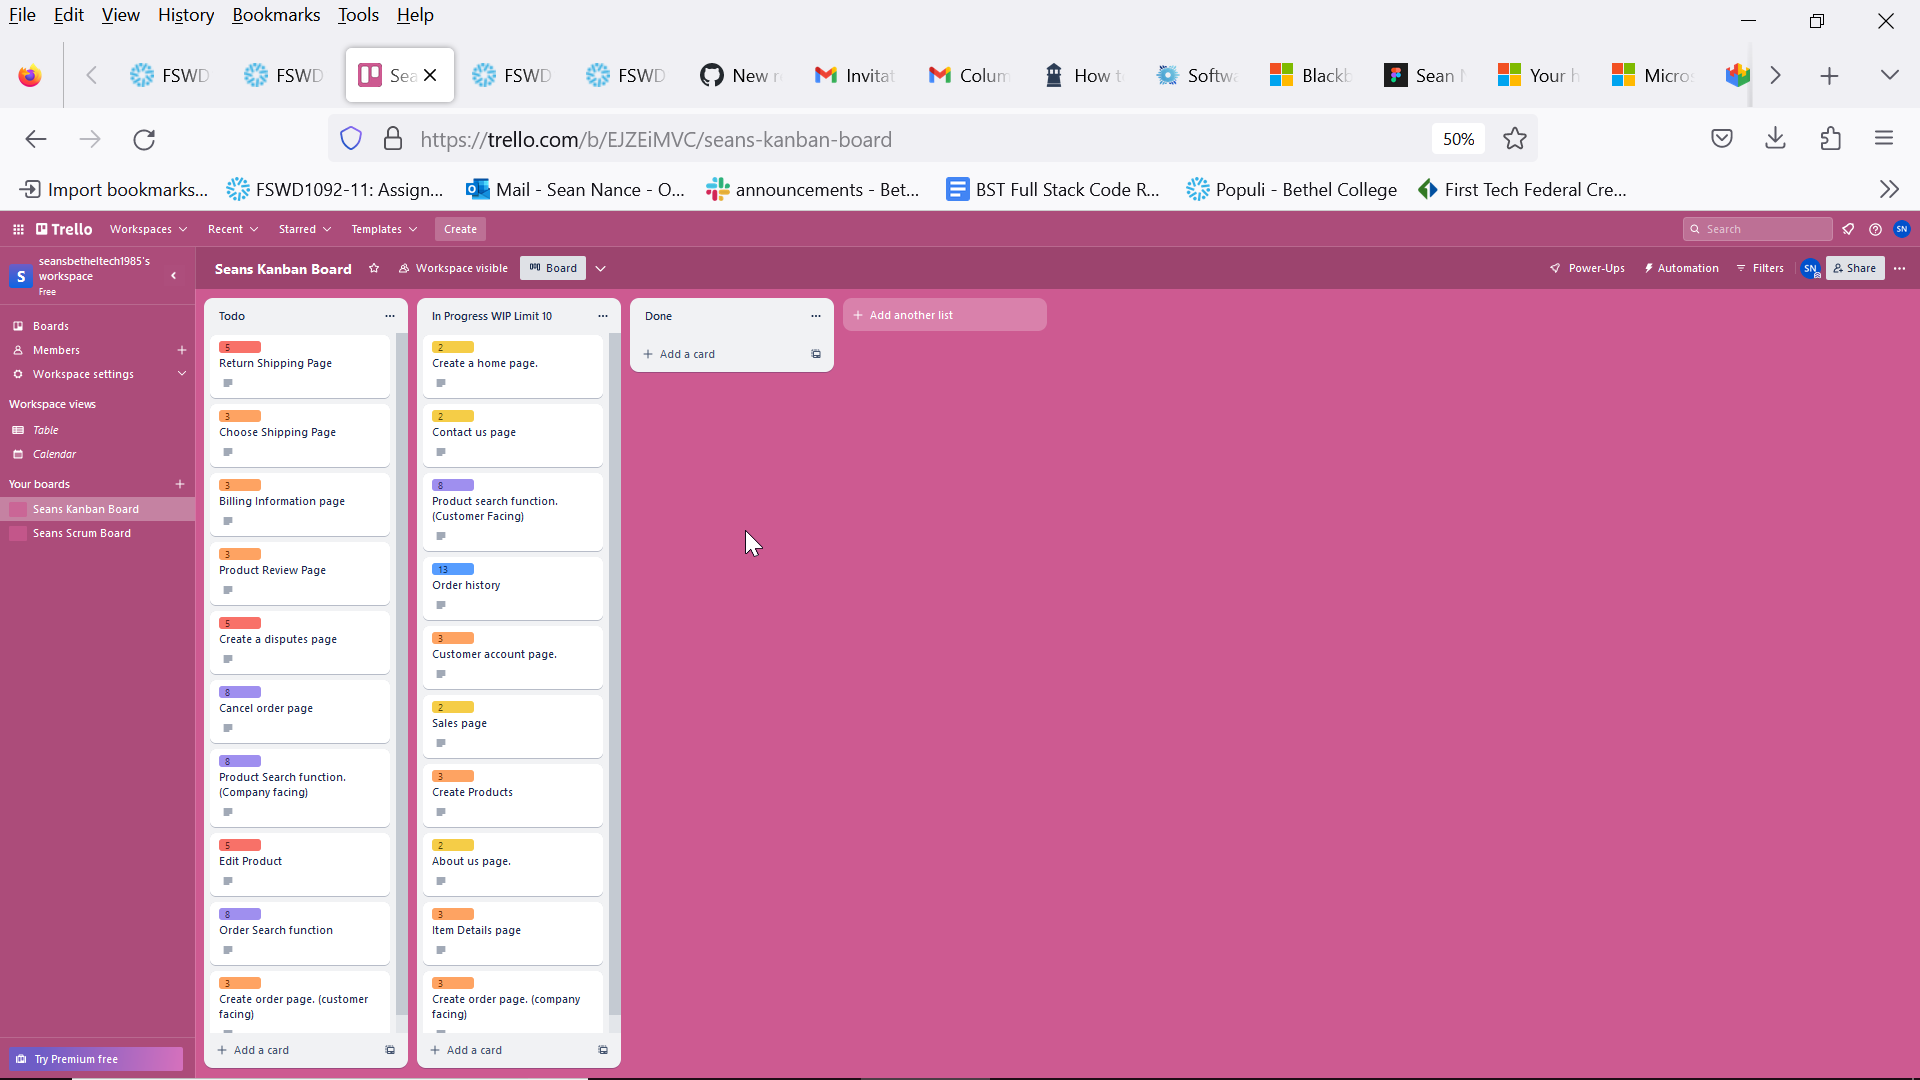 File Edit View History Bookmarks Tools Help
FSWD FSWD Sea FSWD FSWD New Invitat Colum How t Softw Blackb Sean Your h Micros
https://trello.com/b/EJZEiMVC/seans-kanban-board 50%
Import bookmarks... FSWD1092-11: Assign... Mail - Sean Nance - O... announcements - Bet... BST Full Stack Code R... Populi - Bethel College First Tech Federal Cre...
Trello Workspaces Recent Starred Templates Create Search SN
S seansbetheltech1985's
workspace
Free
Seans Kanban Board Workspace visible Board Power-Ups Automation Filters SN Share
Boards
Members
Workspace settings
Workspace views
Table
Calendar
Your boards
Seans Kanban Board
Seans Scrum Board
Try Premium free
Todo
5
Return Shipping Page
3
Choose Shipping Page
3
Billing Information page
3
Product Review Page
5
Create a disputes page
8
Cancel order page
8
Product Search function.
(Company facing)
5
Edit Product
8
Order Search function
3
Create order page. (customer
facing)
Add a card
In Progress WIP Limit 10
2
Create a home page.
2
Contact us page
8
Product search function.
(Customer Facing)
13
Order history
3
Customer account page.
2
Sales page
3
Create Products
2
About us page.
3
Item Details page
3
Create order page. (company
facing)
Add a card
Done
Add a card
Add another list